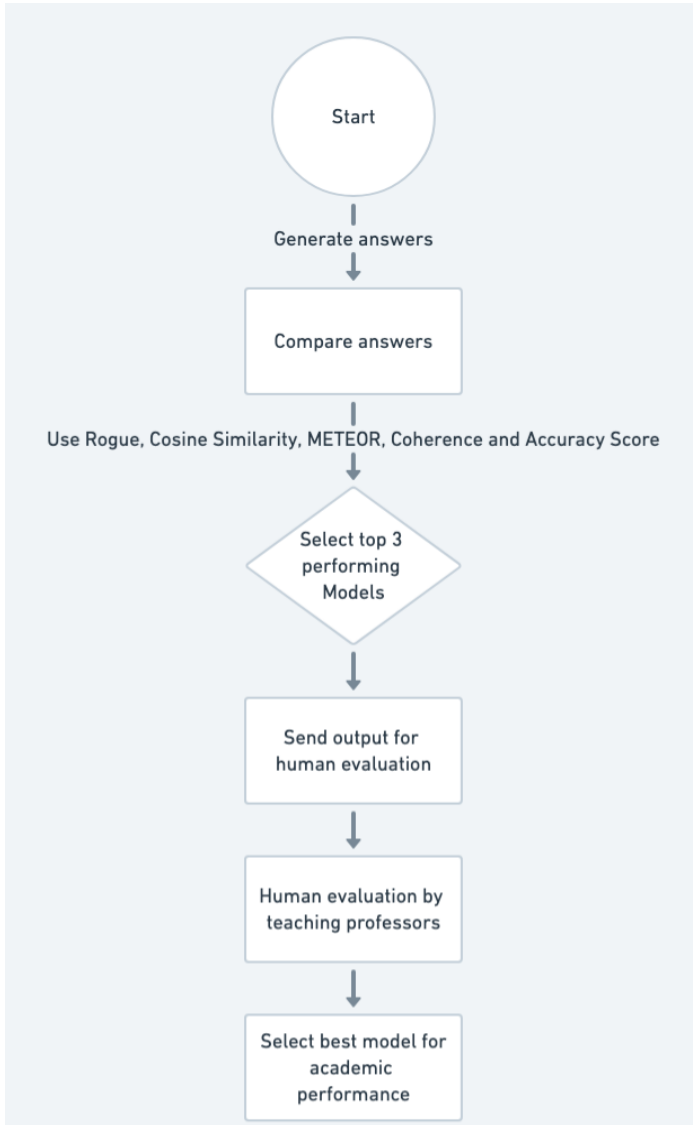 Start
Generate answers
Compare answers
Use Rogue, Cosine Similarity, METEOR, Coherence and Accuracy Score
Select top 3
performing
Models
Send output for
human evaluation
Human evaluation by
teaching professors
Select best model for
academic
performance